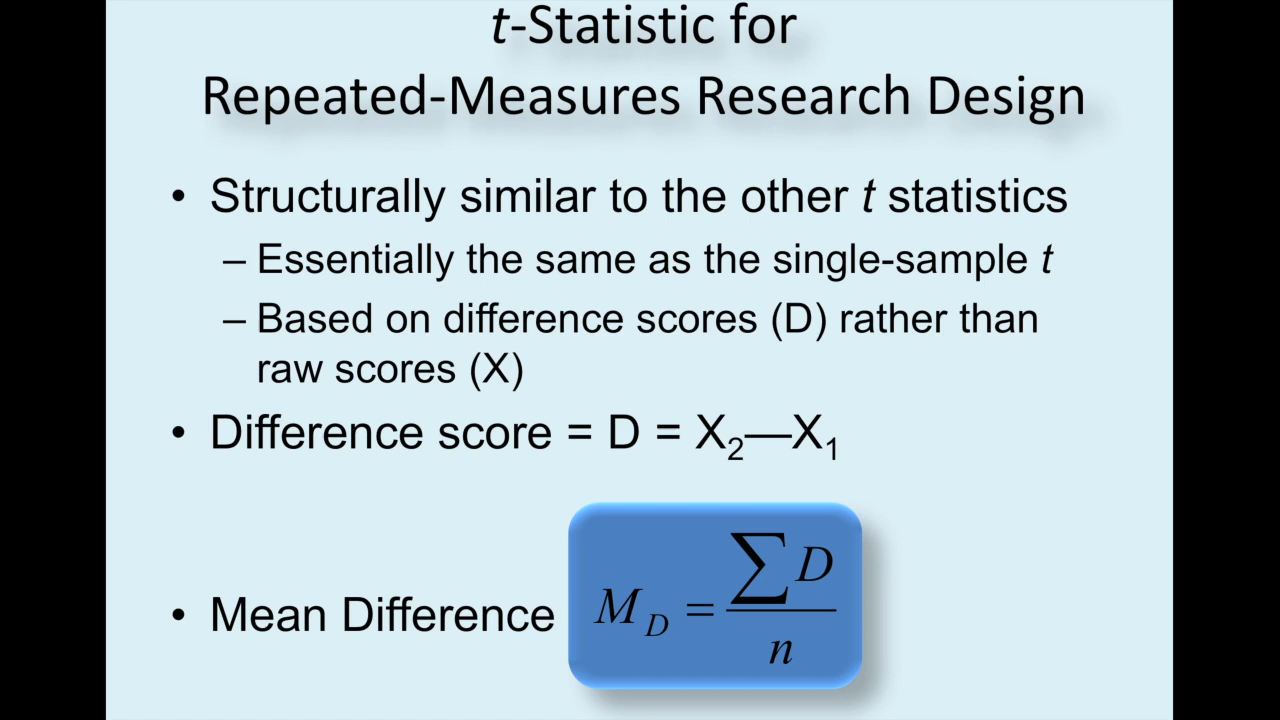 t-Statistic for
Repeated-Measures Research Design
• Structurally similar to the other t statistics
– Essentially the same as the single-sample t
– Based on difference scores (D) rather than
raw scores (X)
• Difference score = D = X₂—X₁
• Mean Difference M_D = ∑D / n